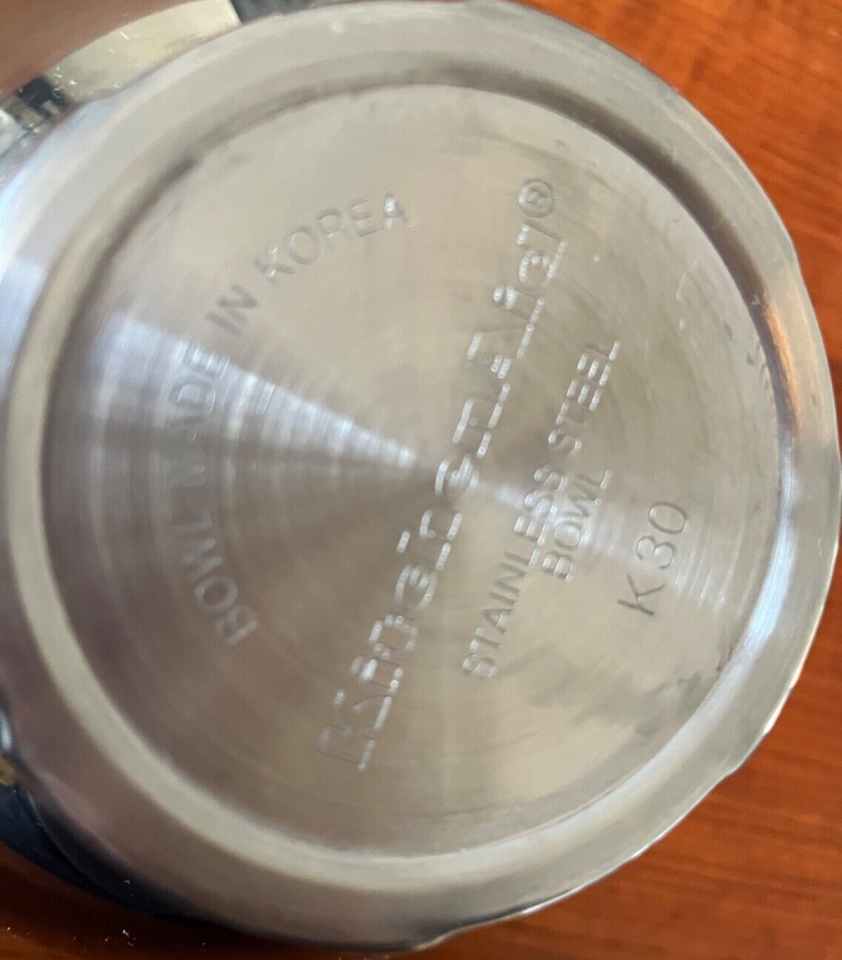 BOWL MADE IN KOREA
KitchenAid®
STAINLESS STEEL
BOWL
K30